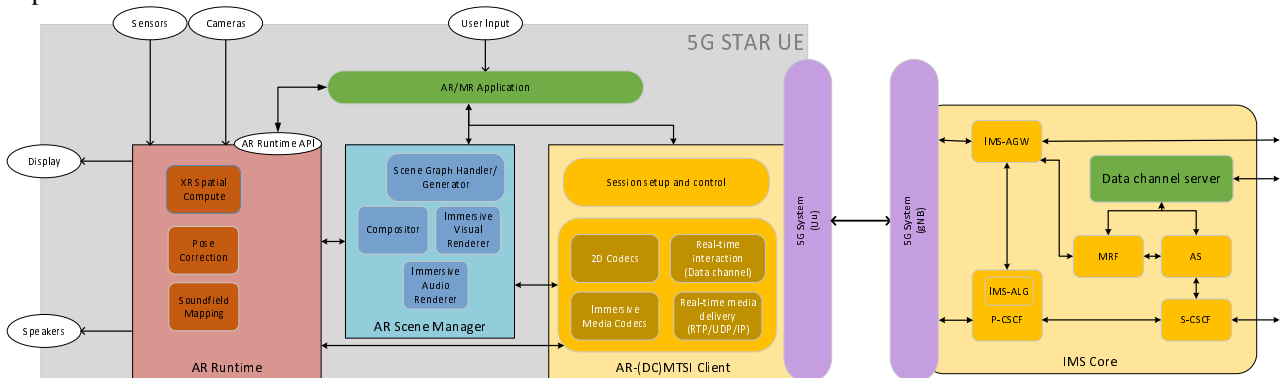 Sensors
Cameras
User Input
5G STAR UE
AR/MR Application
AR Runtime API
Display
XR Spatial
Compute
Pose
Correction
Soundfield
Mapping
Speakers
AR Runtime
Scene Graph Handler/
Generator
Compositor
Immersive
Visual
Renderer
Immersive
Audio
Renderer
AR Scene Manager
Session setup and control
2D Codecs
Real-time
interaction
(Data channel)
Immersive
Media Codecs
Real-time media
delivery
(RTP/UDP/IP)
AR-(DC)MTSI Client
5G System
(Uu)
5G System
(gNB)
IMS-AGW
Data channel server
MRF
AS
IMS-ALG
P-CSCF
S-CSCF
IMS Core